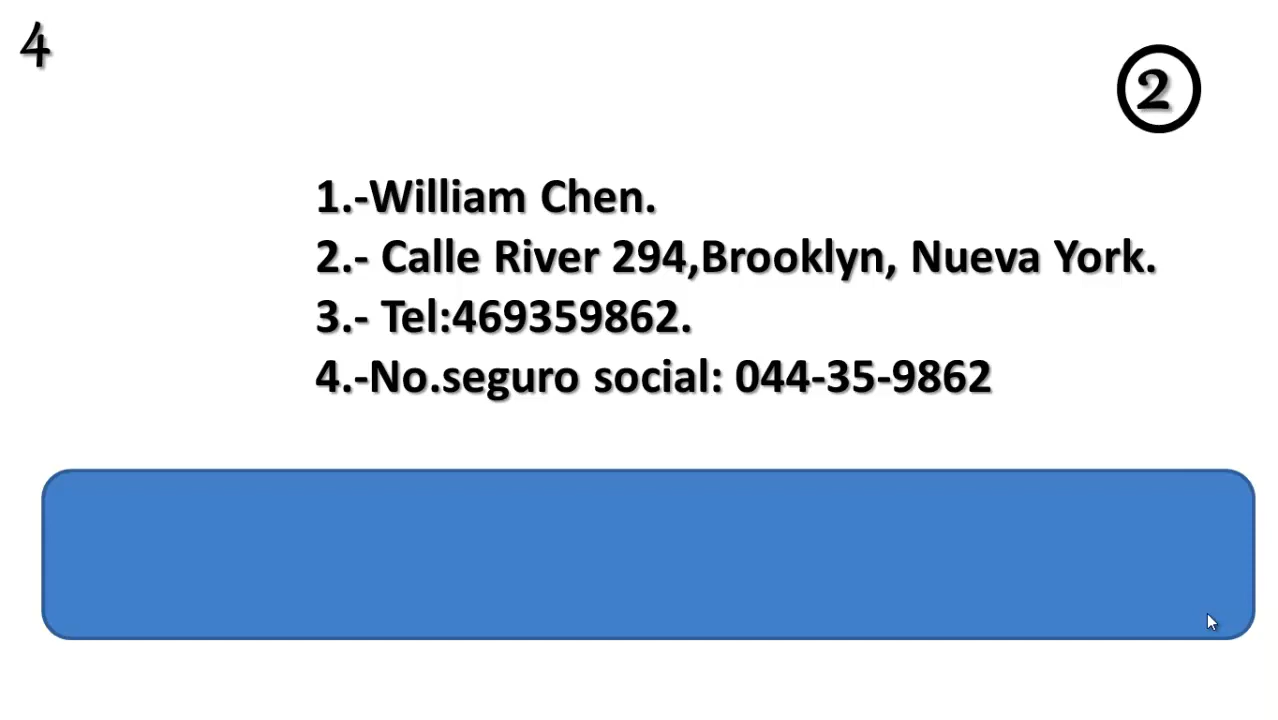 4
2
1.-William Chen.
2.- Calle River 294,Brooklyn, Nueva York.
3.- Tel:469359862.
4.-No.seguro social: 044-35-9862